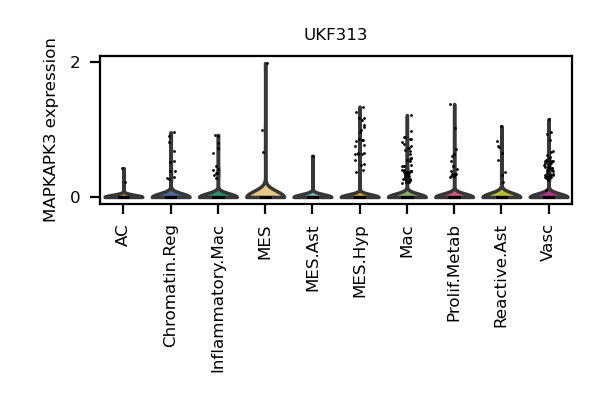 UKF313
MAPKAPK3 expression
2
0
AC
Chromatin.Reg
Inflammatory.Mac
MES
MES.Ast
MES.Hyp
Mac
Prolif.Metab
Reactive.Ast
Vasc